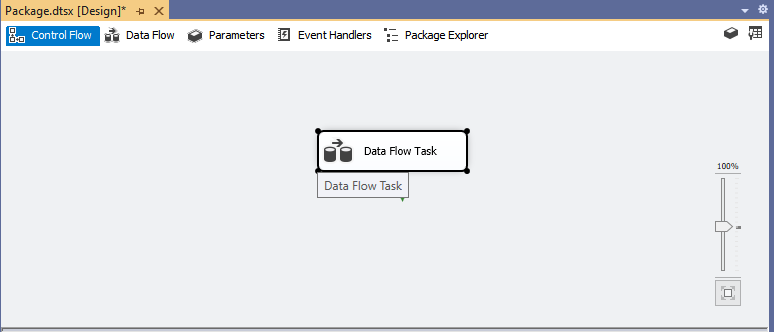 Package.dtsx [Design]*
Control Flow Data Flow Parameters Event Handlers Package Explorer
Data Flow Task
100%
Data Flow Task